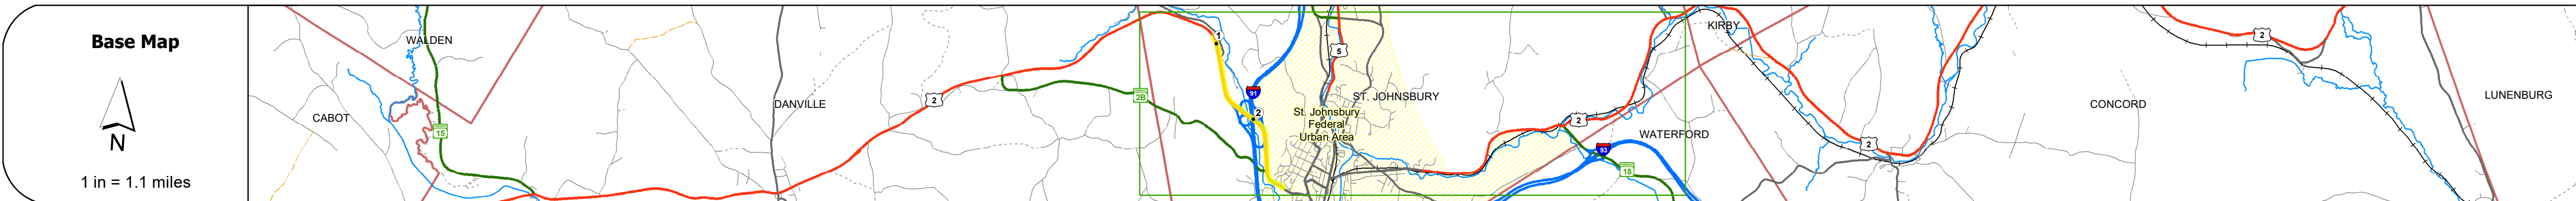 Base Map
N
1 in = 1.1 miles
WALDEN
CABOT
15
DANVILLE
2
2B
1
91
2
5
ST. JOHNSBURY
St. Johnsbury
Federal
Urban Area
2
93
18
WATERFORD
KIRBY
2
CONCORD
2
LUNENBURG